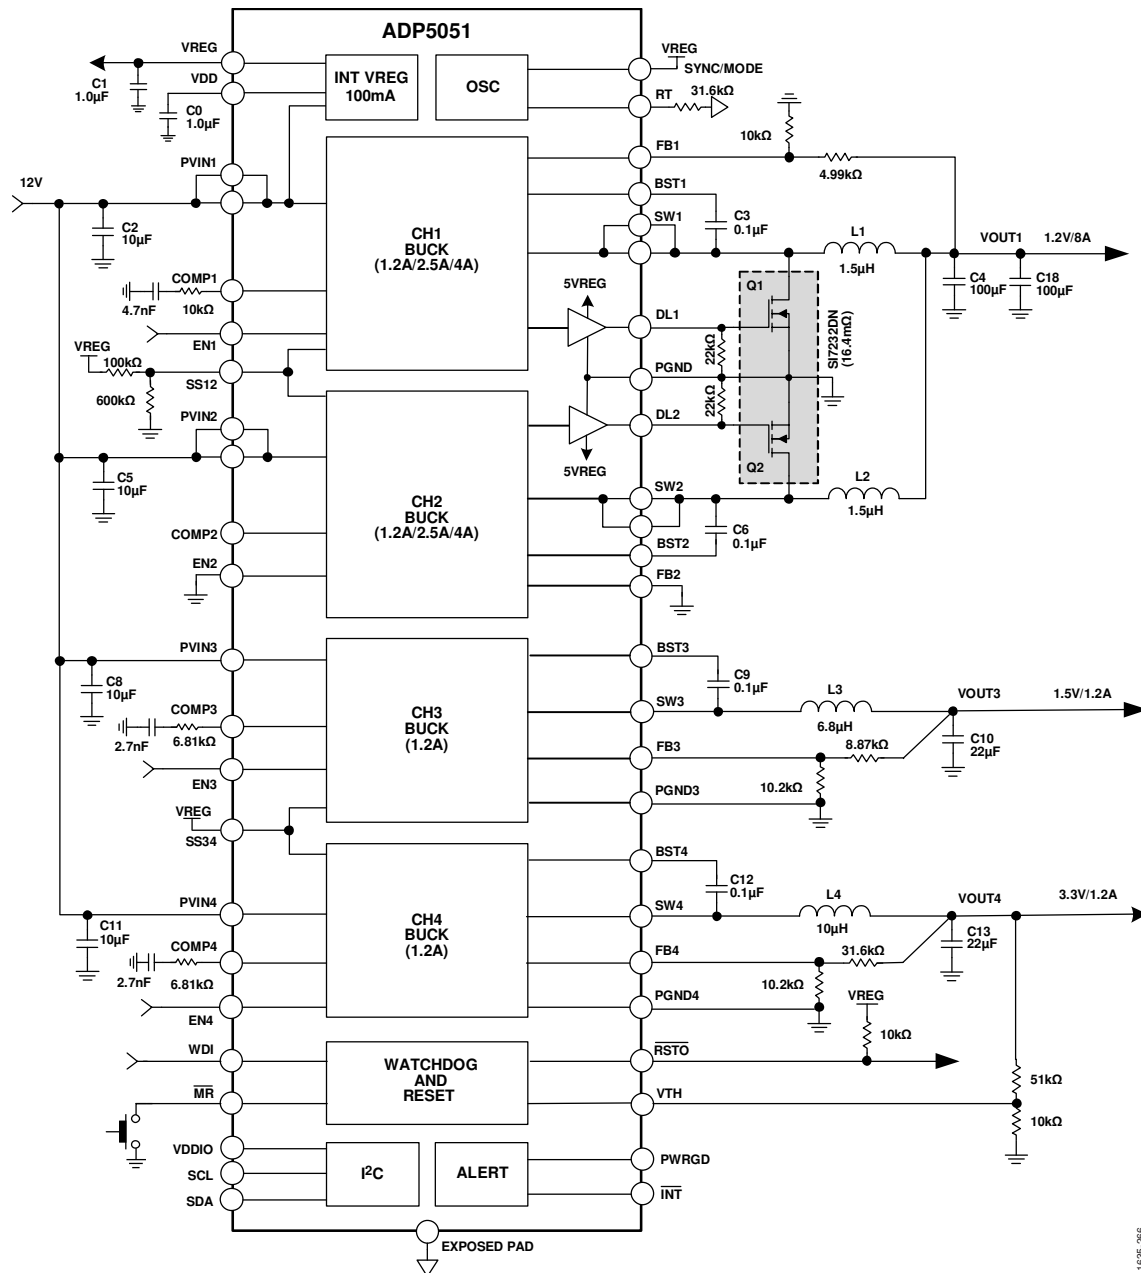 ADP5051
VREG
C1
1.0µF
VDD
C0
1.0µF
INT VREG
100mA
OSC
VREG
SYNC/MODE
31.6kΩ
RT
10kΩ
FB1
4.99kΩ
PVIN1
12V
C2
10µF
CH1
BUCK
(1.2A/2.5A/4A)
BST1
C3
0.1µF
SW1
L1
1.5µH
VOUT1
1.2V/8A
C4
100µF
C18
100µF
COMP1
4.7nF
10kΩ
EN1
5VREG
DL1
Q1
SI7232DN
(16.4mΩ)
22kΩ
PGND
22kΩ
DL2
5VREG
Q2
VREG
100kΩ
SS12
600kΩ
PVIN2
C5
10µF
CH2
BUCK
(1.2A/2.5A/4A)
SW2
L2
1.5µH
C6
0.1µF
BST2
FB2
COMP2
EN2
PVIN3
C8
10µF
COMP3
2.7nF
6.81kΩ
EN3
CH3
BUCK
(1.2A)
BST3
C9
0.1µF
SW3
L3
6.8µH
VOUT3
1.5V/1.2A
C10
22µF
FB3
8.87kΩ
10.2kΩ
PGND3
VREG
SS34
PVIN4
C11
10µF
COMP4
2.7nF
6.81kΩ
EN4
CH4
BUCK
(1.2A)
BST4
C12
0.1µF
SW4
L4
10µH
VOUT4
3.3V/1.2A
C13
22µF
FB4
31.6kΩ
10.2kΩ
PGND4
VREG
10kΩ
WDI
MR
WATCHDOG
AND
RESET
RSTO
VTH
51kΩ
10kΩ
VDDIO
SCL
SDA
I²C
ALERT
PWRGD
INT
EXPOSED PAD